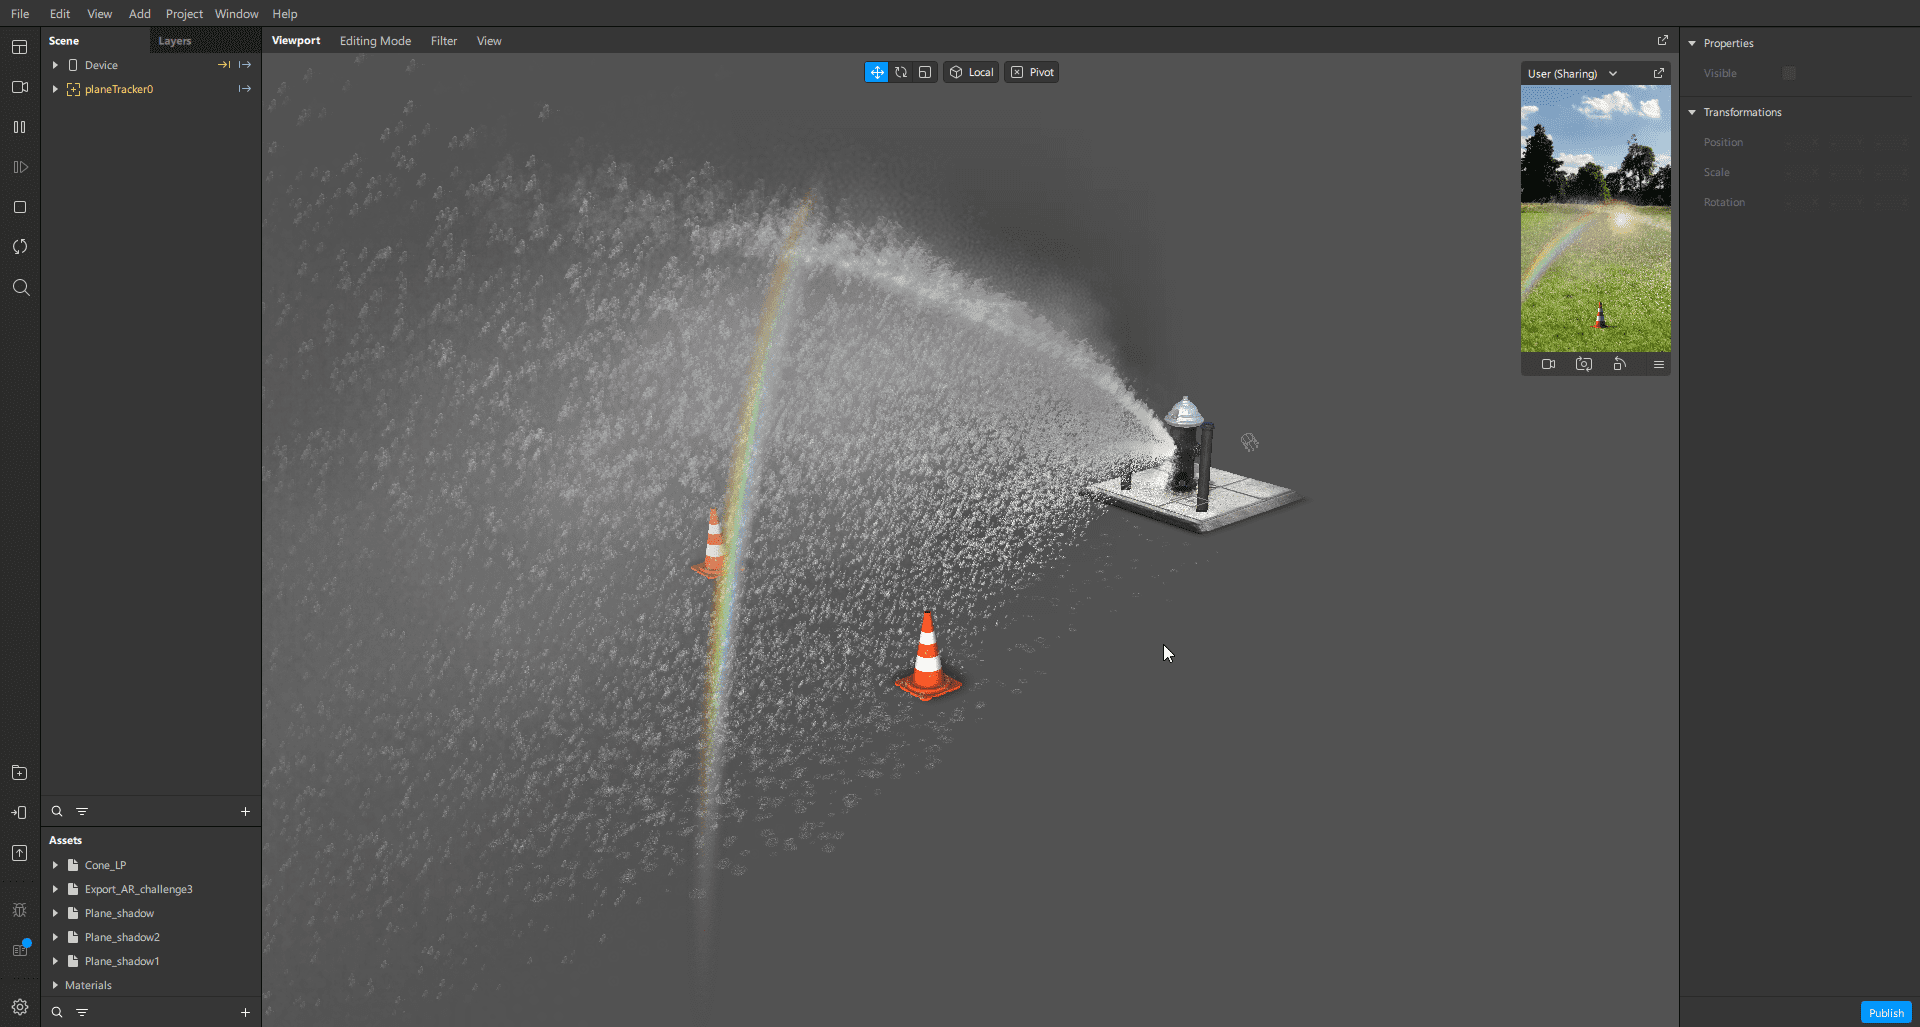 File Edit View Add Project Window Help
Scene Layers
Device
planeTracker0
Viewport Editing Mode Filter View
Local Pivot
User (Sharing)
Properties
Visible
Transformations
Position
Scale
Rotation
Assets
Cone_LP
Export_AR_challenge3
Plane_shadow
Plane_shadow2
Plane_shadow1
Materials
Publish